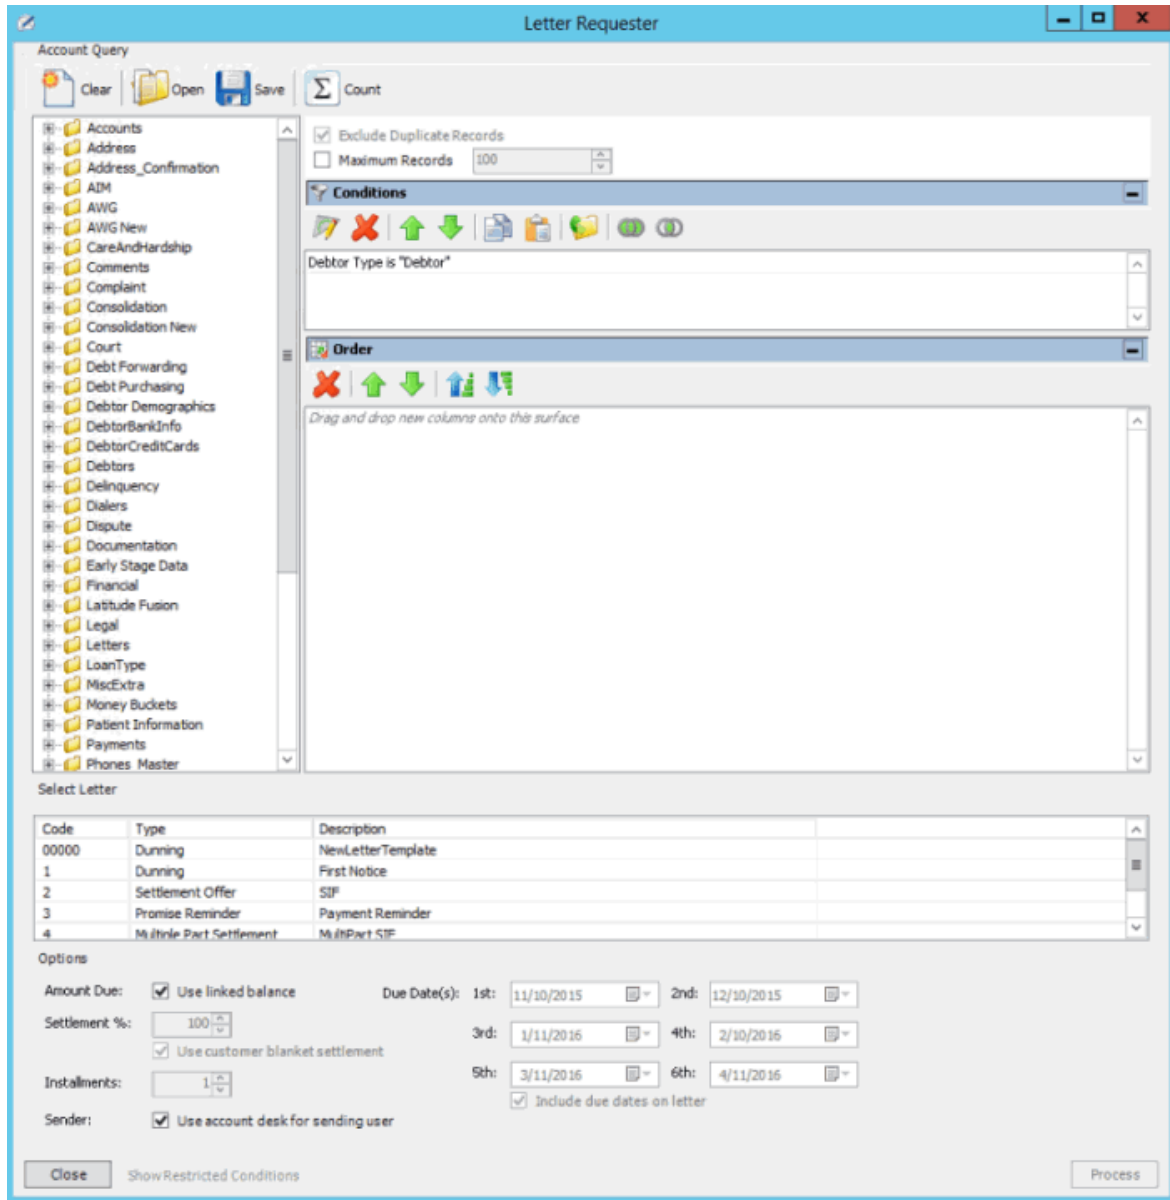 Letter Requester
Account Query
Clear Open Save Σ Count
Accounts
Address
Address_Confirmation
AIM
AWG
AWG New
CareAndHardship
Comments
Complaint
Consolidation
Consolidation New
Court
Debt Forwarding
Debt Purchasing
Debtor Demographics
DebtorBankInfo
DebtorCreditCards
Debtors
Delinquency
Dialers
Dispute
Documentation
Early Stage Data
Financial
Latitude Fusion
Legal
Letters
LoanType
MiscExtra
Money Buckets
Patient Information
Payments
Phones_Master
Exclude Duplicate Records
Maximum Records 100
Conditions
Debtor Type is "Debtor"
Order
Drag and drop new columns onto this surface
Select Letter
Code Type Description
00000 Dunning NewLetterTemplate
1 Dunning First Notice
2 Settlement Offer SIF
3 Promise Reminder Payment Reminder
4 Multiple Part Settlement MultiPart SIF
Options
Amount Due: Use linked balance Due Date(s): 1st: 11/10/2015 2nd: 12/10/2015
Settlement %: 100 3rd: 1/11/2016 4th: 2/10/2016
Use customer blanket settlement
Installments: 1 5th: 3/11/2016 6th: 4/11/2016
Include due dates on letter
Sender: Use account desk for sending user
Close Show Restricted Conditions Process